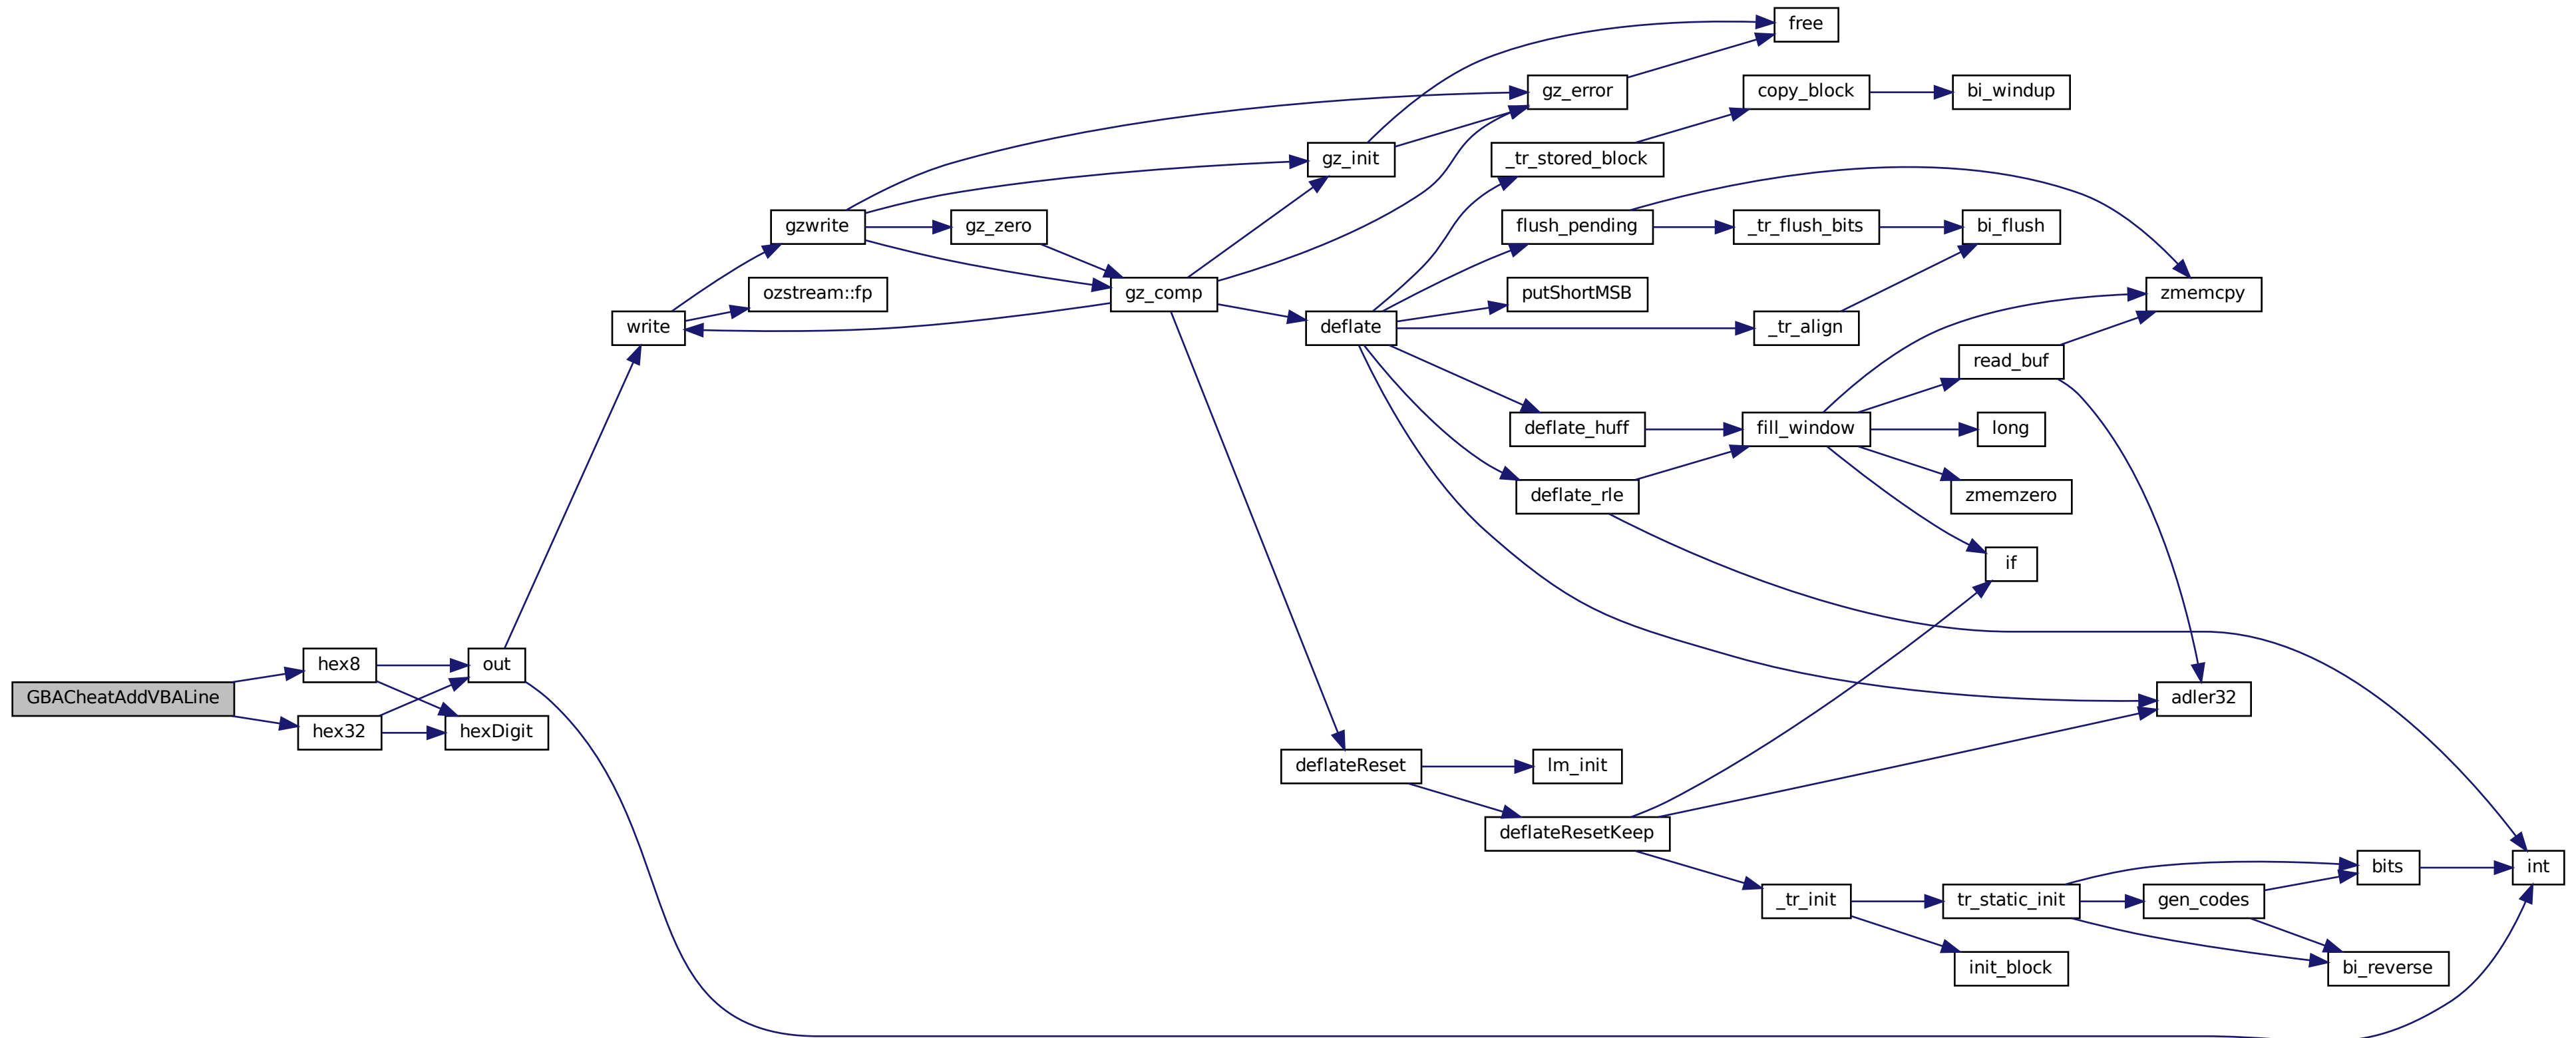 free
gz_error
copy_block
bi_windup
gz_init
_tr_stored_block
gzwrite
gz_zero
flush_pending
_tr_flush_bits
bi_flush
ozstream::fp
gz_comp
putShortMSB
zmemcpy
write
deflate
_tr_align
read_buf
deflate_huff
fill_window
long
deflate_rle
zmemzero
if
hex8
out
GBACheatAddVBALine
adler32
hex32
hexDigit
deflateReset
lm_init
deflateResetKeep
bits
int
_tr_init
tr_static_init
gen_codes
init_block
bi_reverse